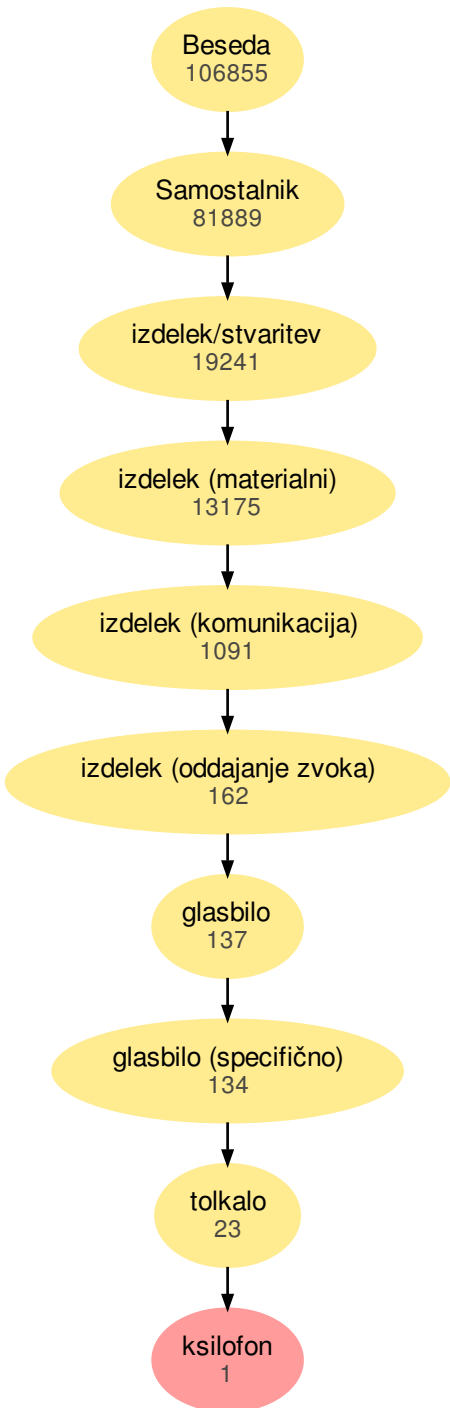 Beseda
106855
Samostalnik
81889
izdelek/stvaritev
19241
izdelek (materialni)
13175
izdelek (komunikacija)
1091
izdelek (oddajanje zvoka)
162
glasbilo
137
glasbilo (specifično)
134
tolkalo
23
ksilofon
1